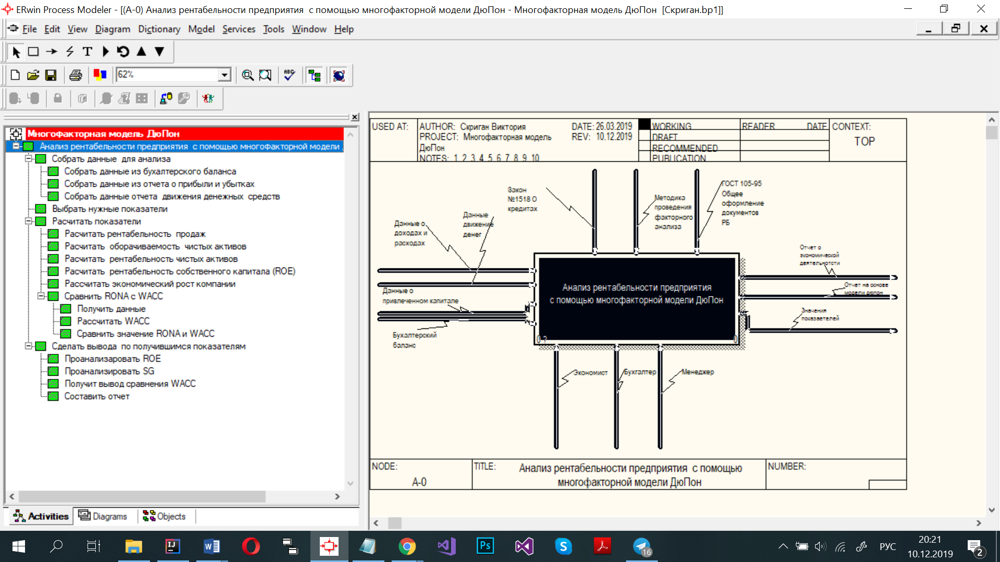 ERwin Process Modeler - [(A-0) Анализ рентабельности предприятия с помощью многофакторной модели ДюПон - Многофакторная модель ДюПон [Скриган.bp1]]
File Edit View Diagram Dictionary Model Services Tools Window Help
T
62%
ABC
Многофакторная модель ДюПон
Анализ рентабельности предприятия с помощью многофакторной модели
Собрать данные для анализа
Собрать данные из бухалтерского баланса
Собрать данные из отчета о прибыли и убытках
Собрать данные отчета движения денежных средств
Выбрать нужные показатели
Расчитать показатели
Расчитать рентабельность продаж
Расчитать оборачиваемость чистых активов
Расчитать рентабельность чистых активов
Расчитать рентабельность собственного капитала (ROE)
Рассчитать экономический рост компании
Сравнить RONA с WACC
Получить данные
Рассчитать WACC
Сравнить значение RONA и WACC
Сделать вывода по получившимся показателям
Проанализаровать ROE
Проанализировать SG
Получит вывод сравнения WACC
Составить отчет
Activities Diagrams Objects
USED AT:
AUTHOR: Скриган Виктория
PROJECT: Многофакторная модель
ДюПон
NOTES: 1 2 3 4 5 6 7 8 9 10
DATE: 26.03.2019
REV: 10.12.2019
WORKING
DRAFT
RECOMMENDED
PUBLICATION
READER DATE
CONTEXT:
TOP
Закон
№1518 О
кредитах
Методика
проведения
факторного
анализа
ГОСТ 105-95
Общее
оформление
документов
РБ
Данные о
доходах и
расходах
Данные
движение
денег
Данные о
привлеченном капитале
Бухалтерский
баланс
Анализ рентабельности предприятия
с помощью многофакторной модели ДюПон
0 ?
0
Отчет о
экономической
деятельнотсти
Отчет на основе
модели дюпон
Значения
показаетелей
Экономист
Бухгалтер
Менеджер
NODE:
A-0
TITLE:
Анализ рентабельности предприятия с помощью
многофакторной модели ДюПон
NUMBER:
IJ
W
Ps
S
16
РУС
20:21
10.12.2019
2